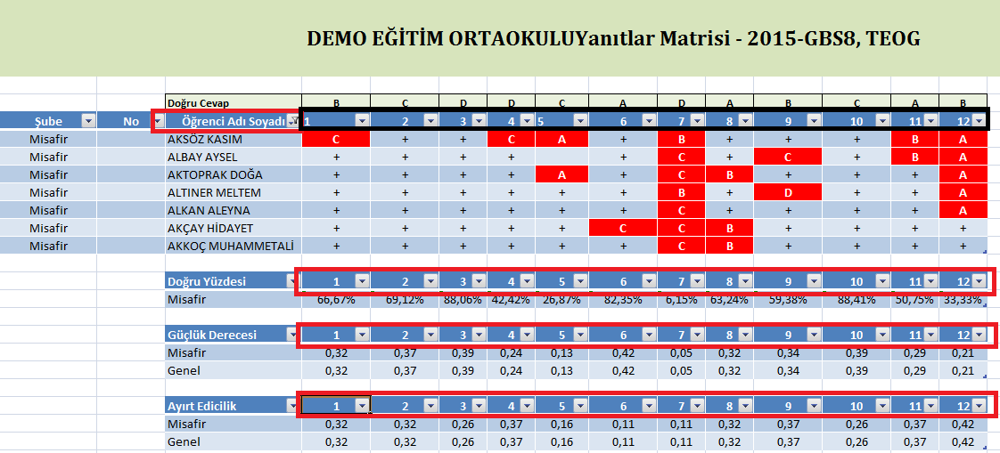 DEMO EĞİTİM ORTAOKULUYanıtlar Matrisi - 2015-GBS8, TEOG
Doğru Cevap B C D D C A D A B C A B
Şube No Öğrenci Adı Soyadı 1 2 3 4 5 6 7 8 9 10 11 12
Misafir AKSÖZ KASIM C + + C A + B + + + B A
Misafir ALBAY AYSEL + + + + + C + C + B A
Misafir AKTOPRAK DOĞA + + + + A + C B + + + A
Misafir ALTINER MELTEM + + + + + + B + D + + A
Misafir ALKAN ALEYNA + + + + + + C + + + + A
Misafir AKÇAY HİDAYET + + + + + C C B + + + +
Misafir AKKOÇ MUHAMMETALİ + + + + + + C B + + + +
Doğru Yüzdesi 1 2 3 4 5 6 7 8 9 10 11 12
Misafir 66,67% 69,12% 88,06% 42,42% 26,87% 82,35% 6,15% 63,24% 59,38% 88,41% 50,75% 33,33%
Güçlük Derecesi 1 2 3 4 5 6 7 8 9 10 11 12
Misafir 0,32 0,37 0,39 0,24 0,13 0,42 0,05 0,32 0,34 0,39 0,29 0,21
Genel 0,32 0,37 0,39 0,24 0,13 0,42 0,05 0,32 0,34 0,39 0,29 0,21
Ayırt Edicilik 1 2 3 4 5 6 7 8 9 10 11 12
Misafir 0,32 0,32 0,26 0,37 0,16 0,11 0,11 0,32 0,37 0,26 0,37 0,42
Genel 0,32 0,32 0,26 0,37 0,16 0,11 0,11 0,32 0,37 0,26 0,37 0,42